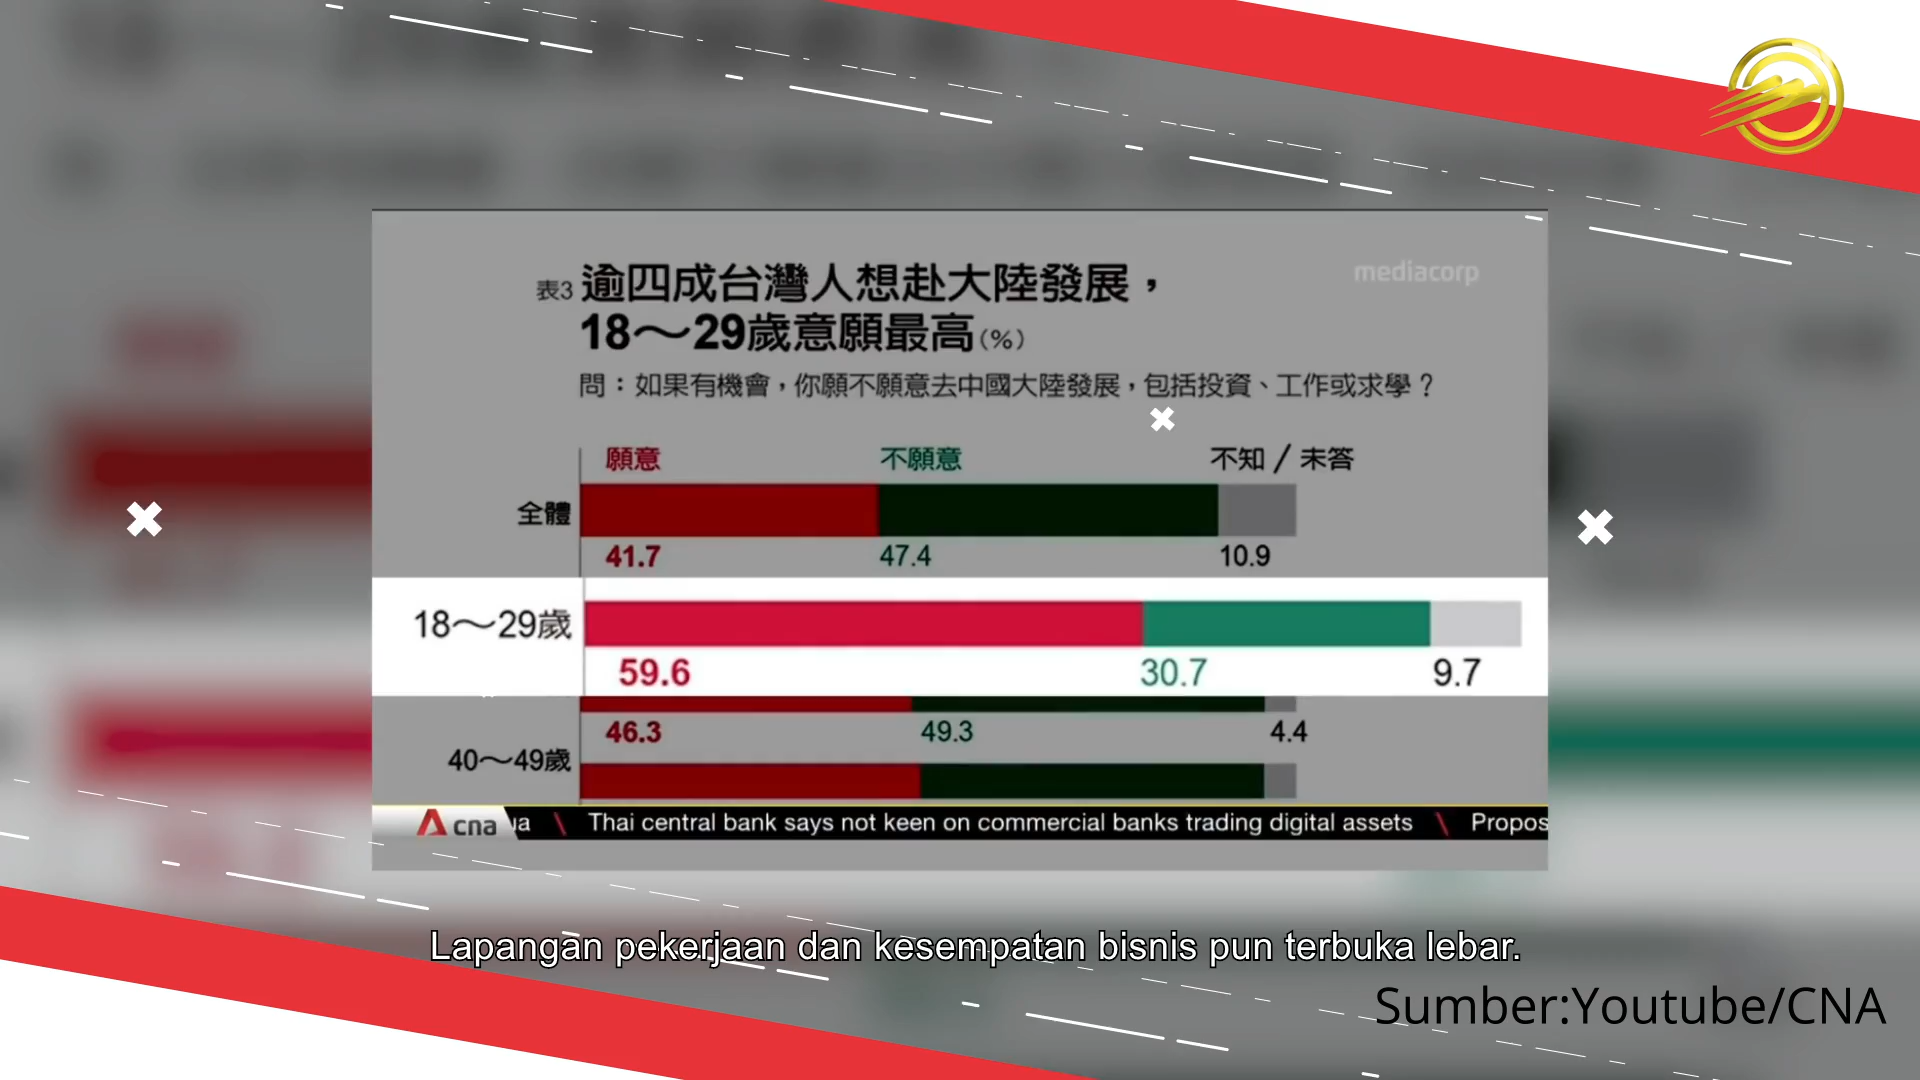 表3 逾四成台灣人想赴大陸發展，
mediacorp
18～29歲意願最高（%）
問：如果有機會，你願不願意去中國大陸發展，包括投資、工作或求學？
願意 不願意 不知 / 未答
全體
41.7 47.4 10.9
18～29歲
59.6 30.7 9.7
46.3 49.3 4.4
40～49歲
cna Thai central bank says not keen on commercial banks trading digital assets \ Propos
Lapangan pekerjaan dan kesempatan bisnis pun terbuka lebar.
Sumber:Youtube/CNA